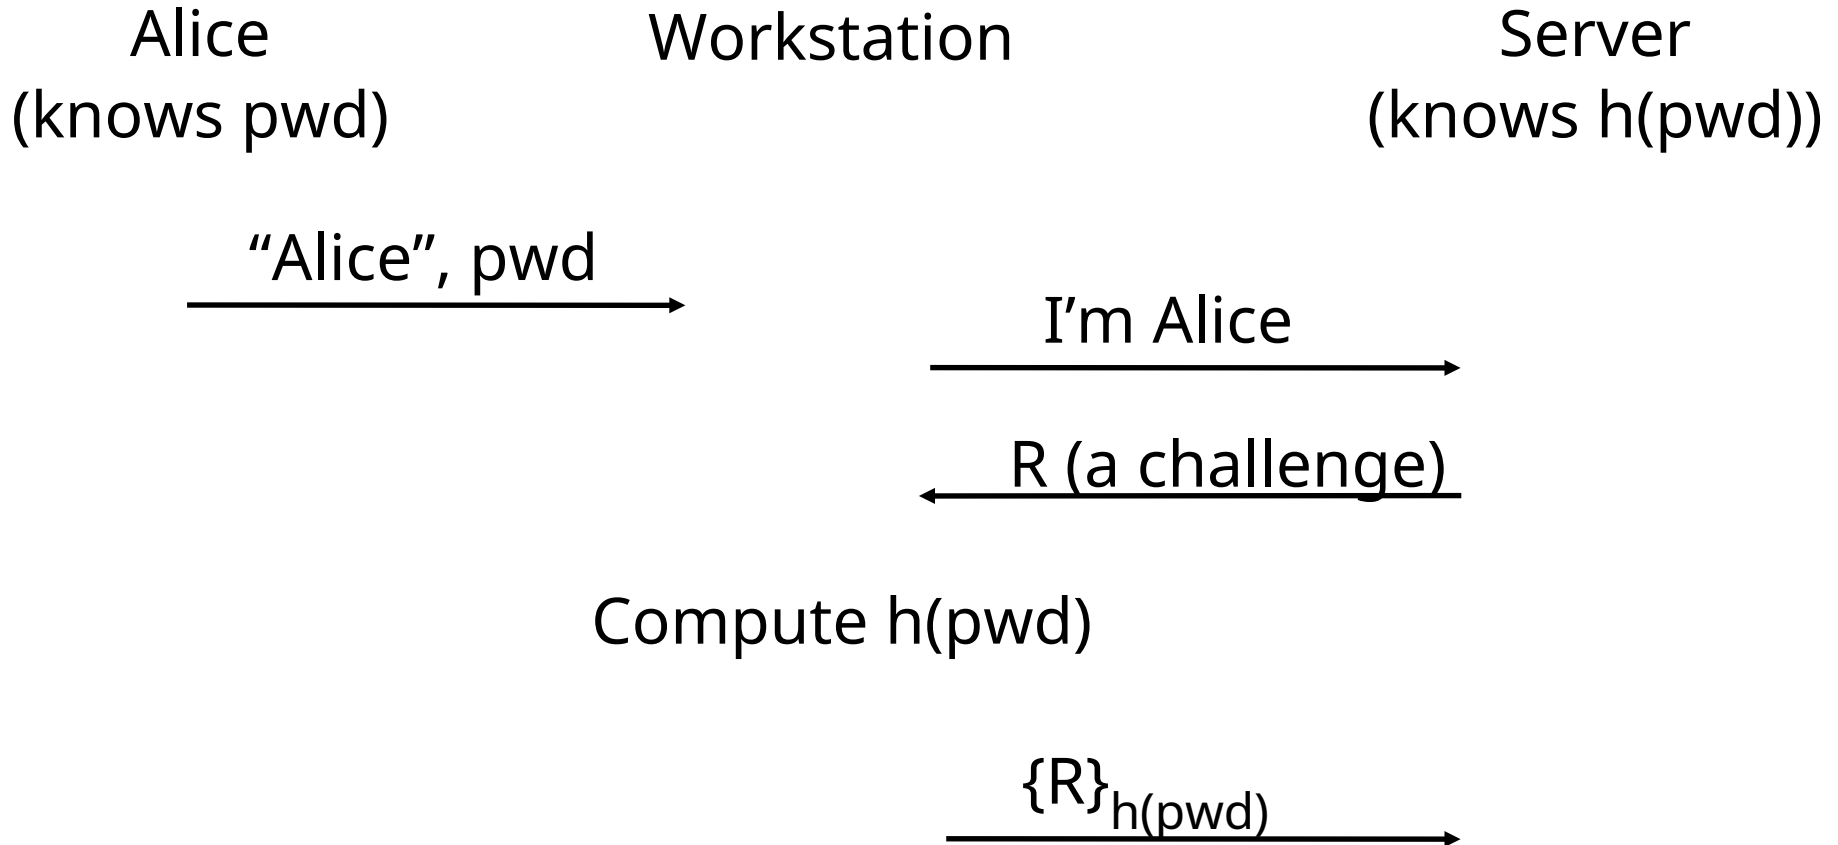 Alice
(knows pwd)
Workstation
Server
(knows h(pwd))
“Alice”, pwd
I’m Alice
R (a challenge)
Compute h(pwd)
{R}h(pwd)